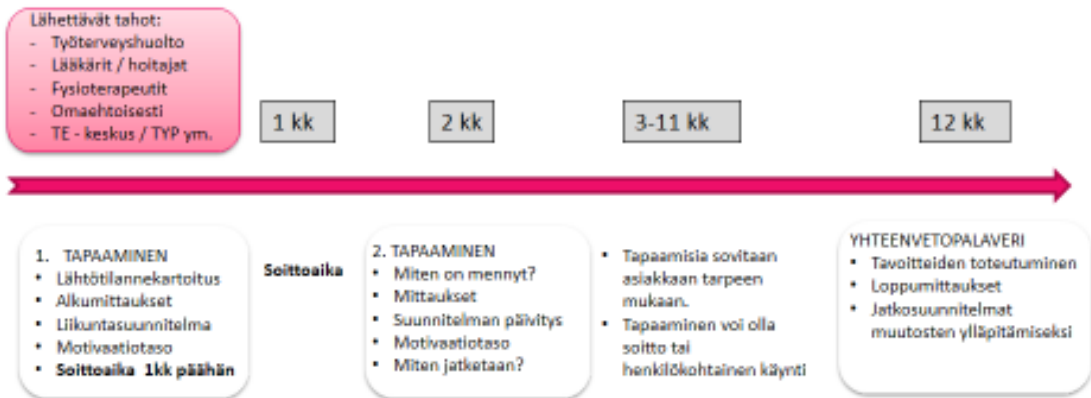 Lähettävät tahot:
- Työterveyshuolto
- Lääkärit / hoitajat
- Fysioterapeutit
- Omaehtoisesti
- TE - keskus / TYP ym.
1 kk
2 kk
3-11 kk
12 kk
1. TAPAAMINEN
• Lähtötilannekartoitus
• Alkumittaukset
• Liikuntasuunnitelma
• Motivaatiotaso
• Soittoaika 1kk päähän
Soittoaika
2. TAPAAMINEN
• Miten on mennyt?
• Mittaukset
• Suunnitelman päivitys
• Motivaatiotaso
• Miten jatketaan?
• Tapaamisia sovitaan
asiakkaan tarpeen
mukaan.
• Tapaaminen voi olla
soitto tai
henkilökohtainen käynti
YHTEENVETOPALAVERI
• Tavoitteiden toteutuminen
• Loppumittaukset
• Jatkosuunnitelmat
muutosten ylläpitämiseksi